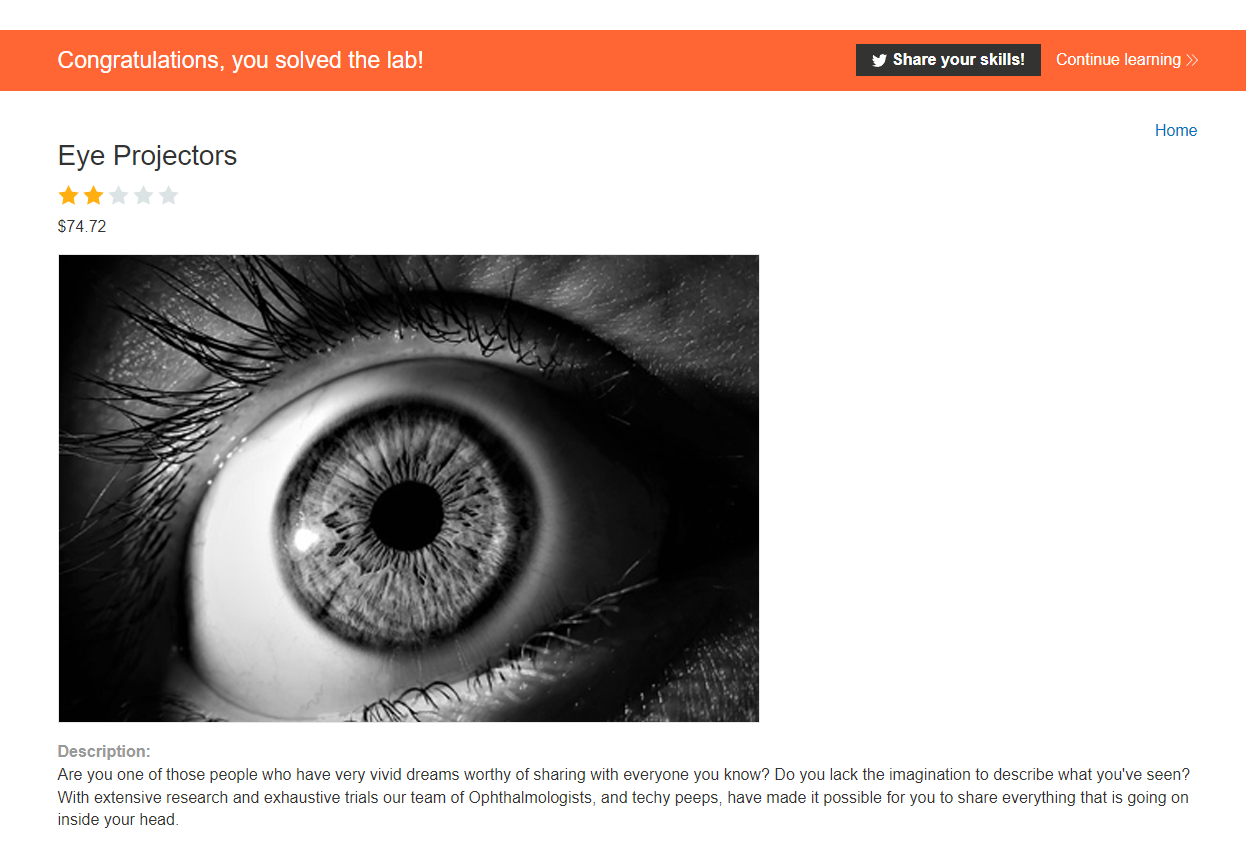 Congratulations, you solved the lab!
Share your skills!
Continue learning
Home
Eye Projectors
$74.72
Description:
Are you one of those people who have very vivid dreams worthy of sharing with everyone you know? Do you lack the imagination to describe what you've seen?
With extensive research and exhaustive trials our team of Ophthalmologists, and techy peeps, have made it possible for you to share everything that is going on
inside your head.